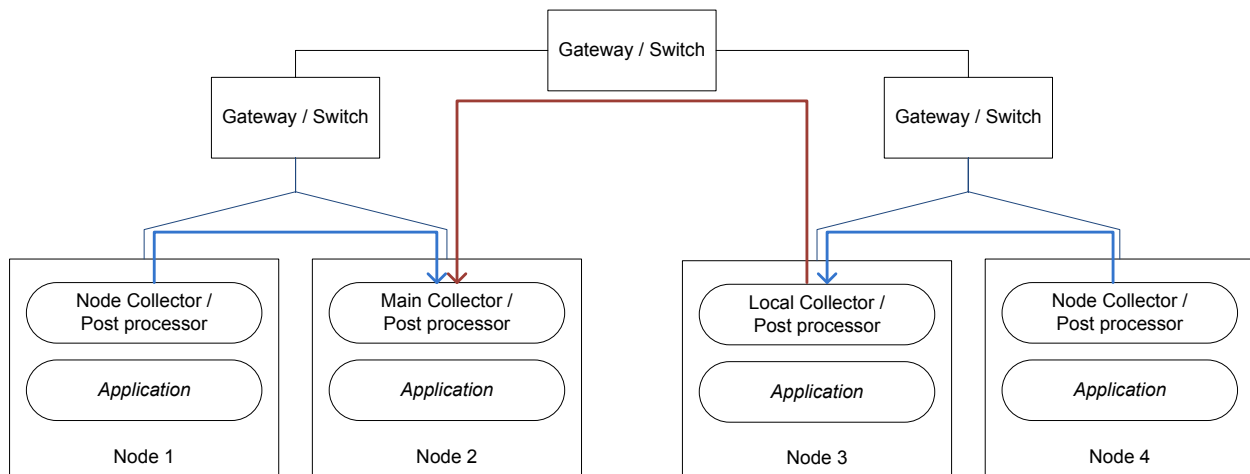 Gateway / Switch
Gateway / Switch
Gateway / Switch
Node Collector /
Post processor
Application
Node 1
Main Collector /
Post processor
Application
Node 2
Local Collector /
Post processor
Application
Node 3
Node Collector /
Post processor
Application
Node 4